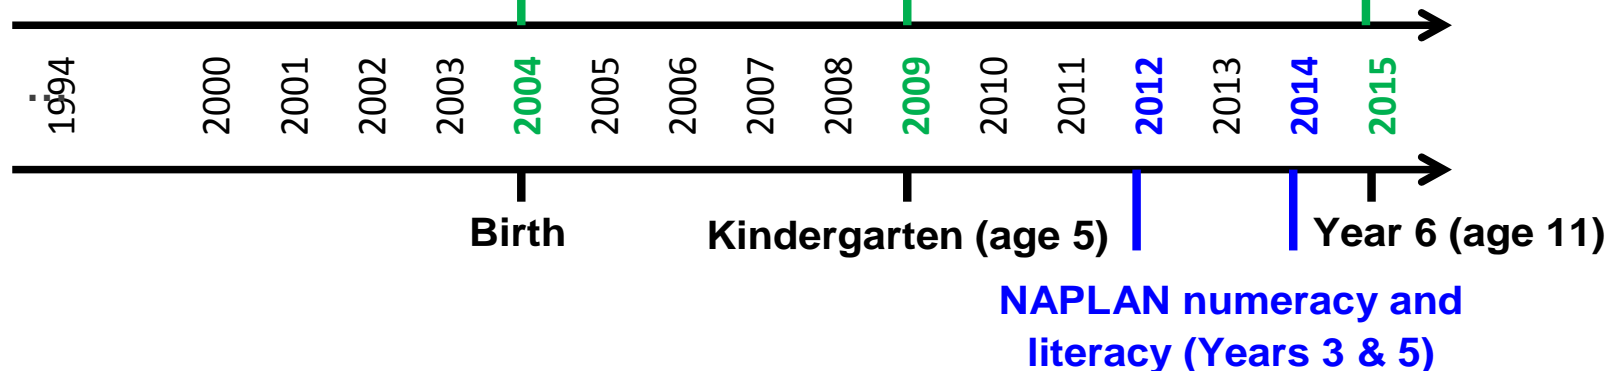 1994 2000 2001 2002 2003 2004 2005 2006 2007 2008 2009 2010 2011 2012 2013 2014 2015
Birth Kindergarten (age 5) Year 6 (age 11)
NAPLAN numeracy and
literacy (Years 3 & 5)